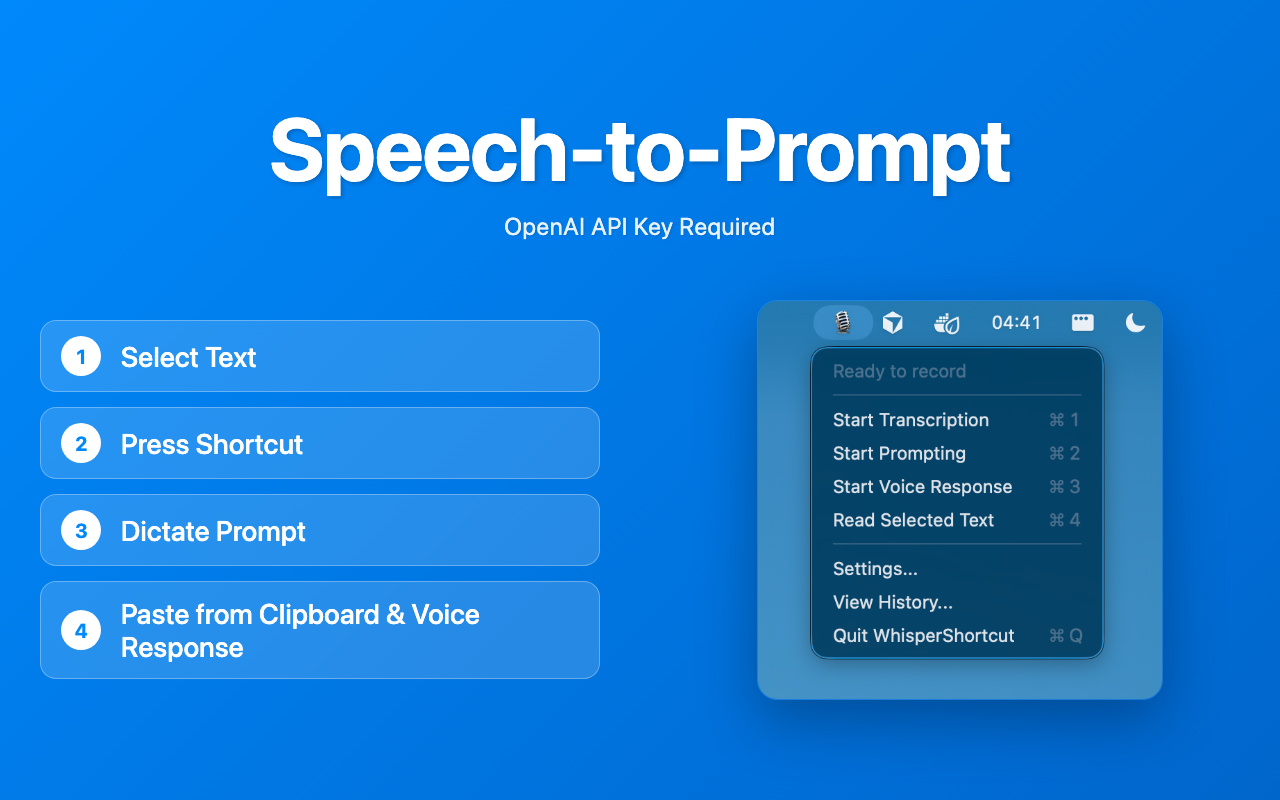 Speech-to-Prompt
OpenAI API Key Required
1 Select Text
2 Press Shortcut
3 Dictate Prompt
4 Paste from Clipboard & Voice
Response
04:41
Ready to record
Start Transcription ⌘ 1
Start Prompting ⌘ 2
Start Voice Response ⌘ 3
Read Selected Text ⌘ 4
Settings...
View History...
Quit WhisperShortcut ⌘ Q